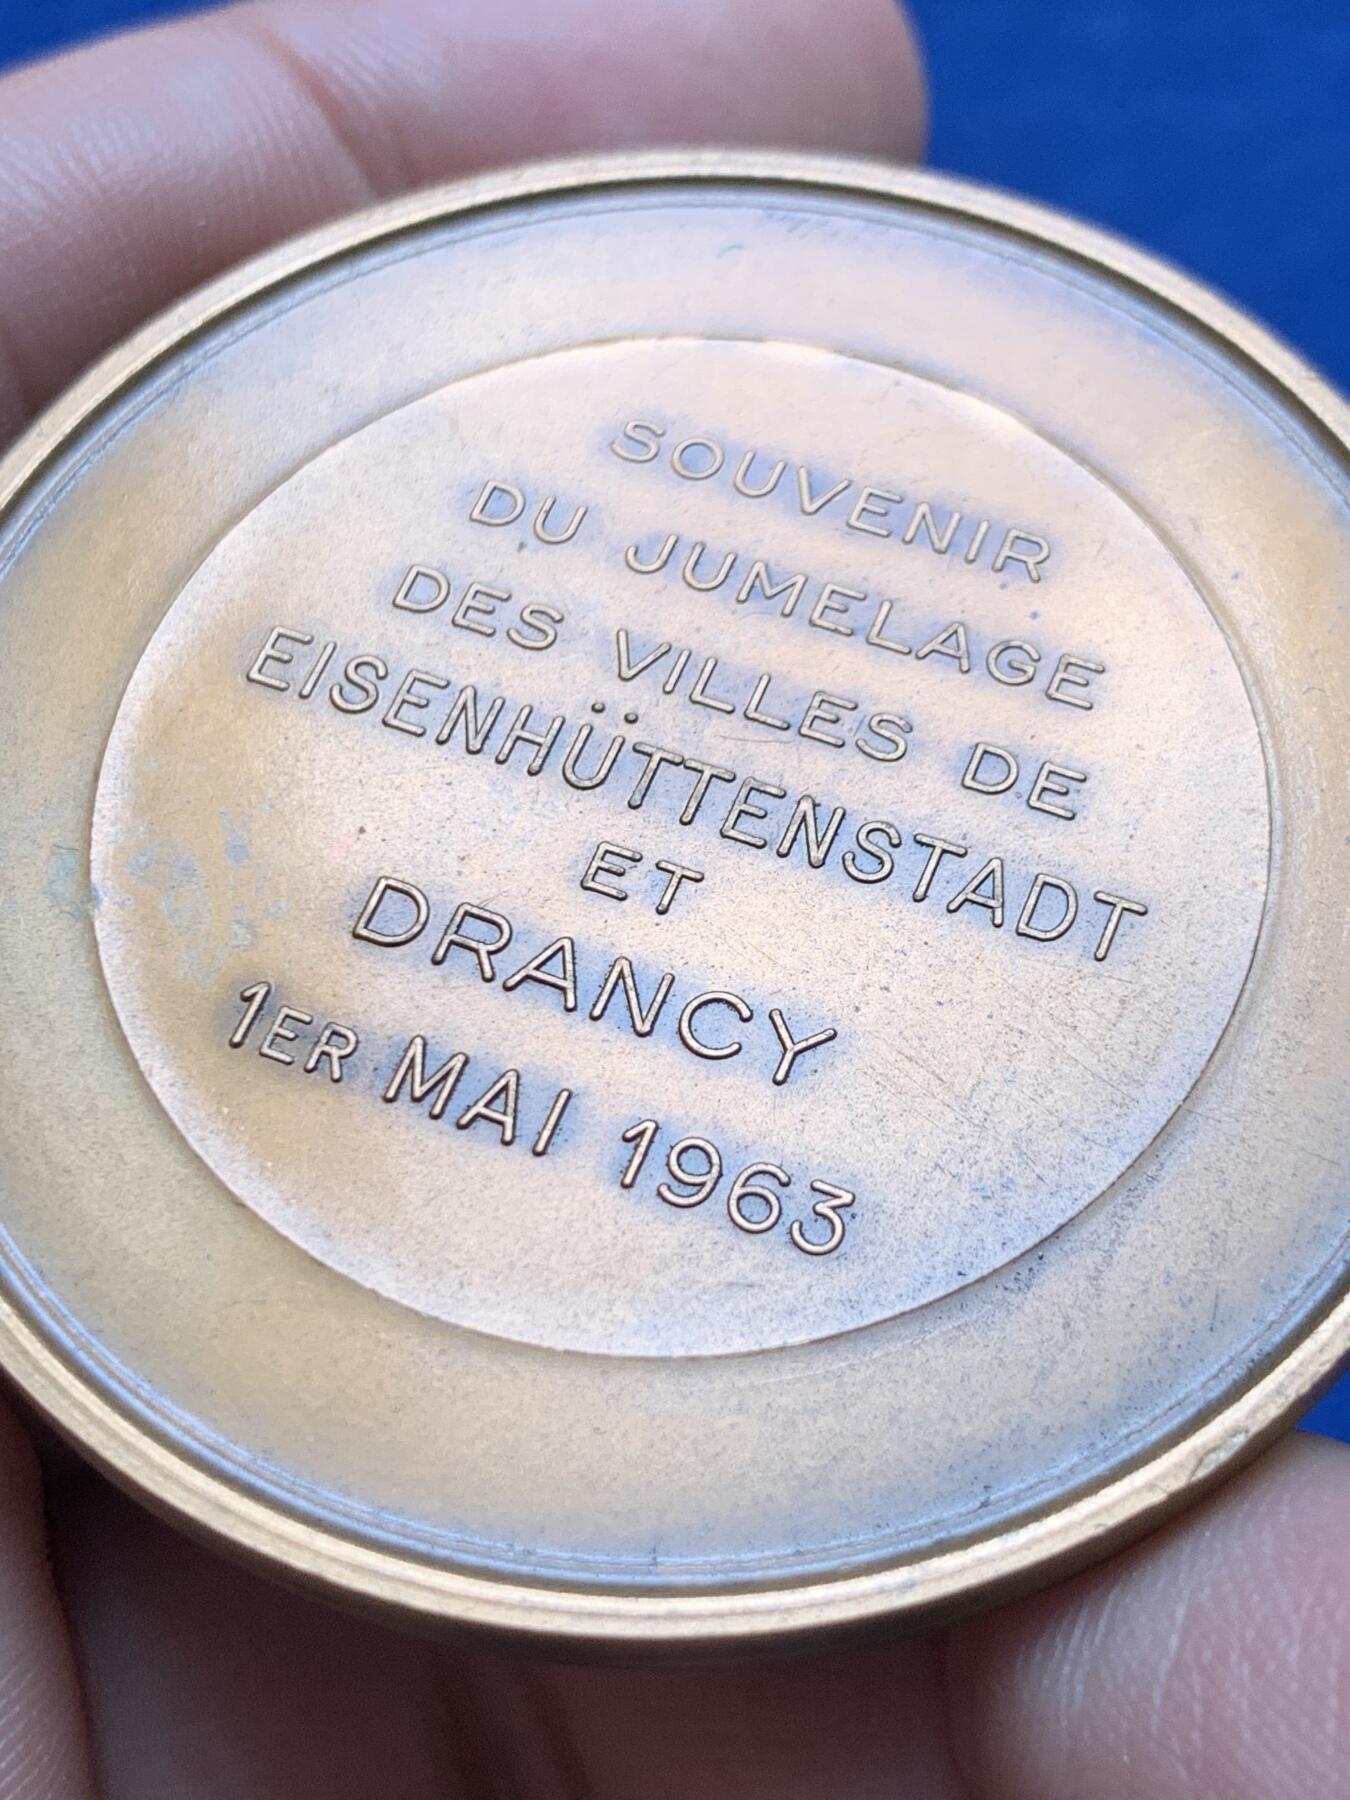 SOUVENIR
DU JUMELAGE
DES VILLES DE
EISENHÜTTENSTADT
ET
DRANCY
1ER MAI 1963